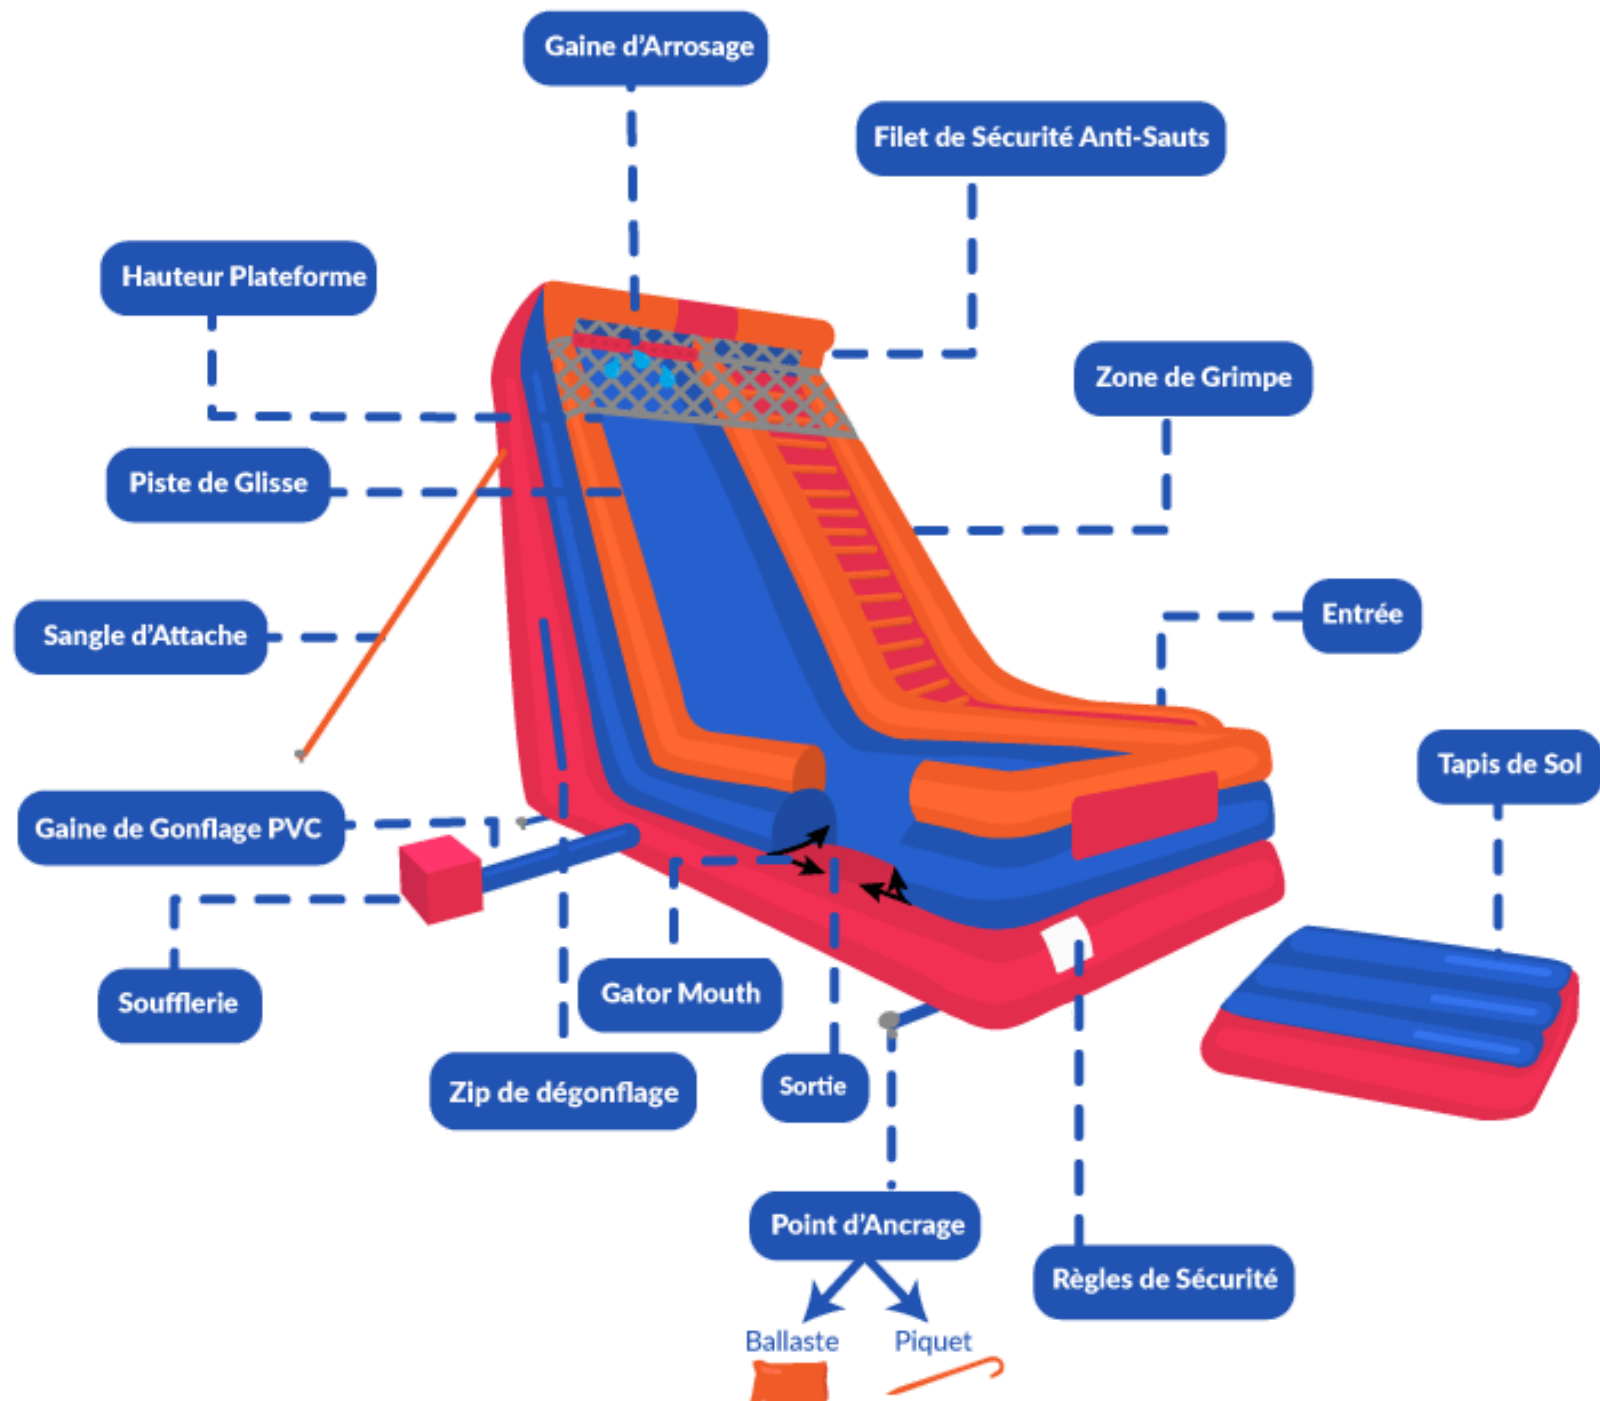 Gaine d’Arrosage
Filet de Sécurité Anti-Sauts
Hauteur Plateforme
Zone de Grimpe
Piste de Glisse
Entrée
Sangle d’Attache
Tapis de Sol
Gaine de Gonflage PVC
Gator Mouth
Soufflerie
Zip de dégonflage
Sortie
Point d’Ancrage
Règles de Sécurité
Ballaste
Piquet